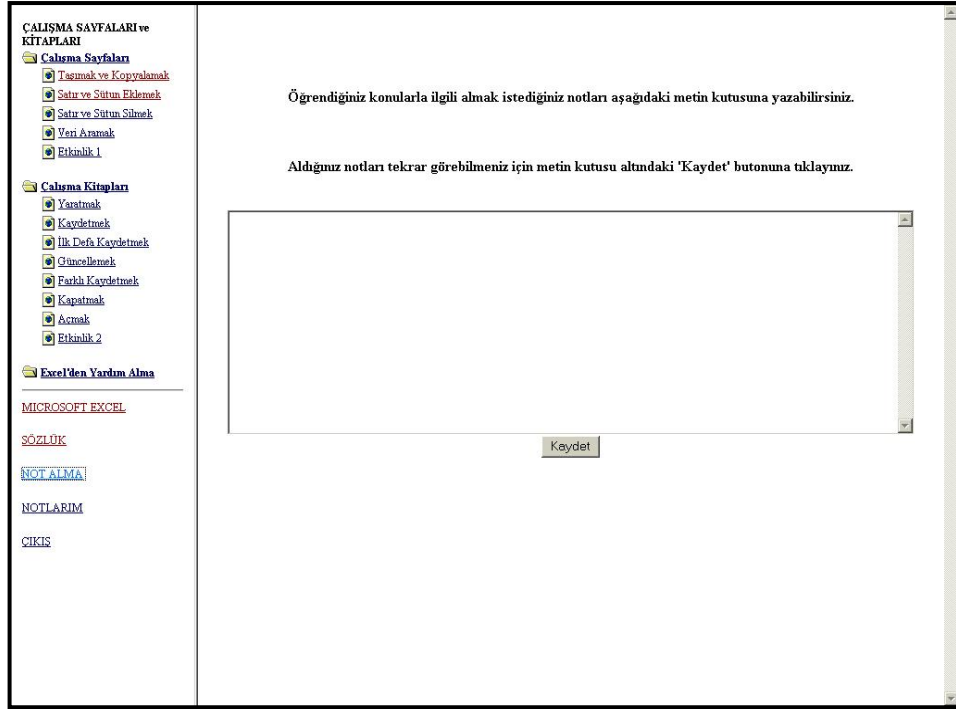 ÇALIŞMA SAYFALARI ve
KİTAPLARI
Çalışma Sayfaları
Taşımak ve Kopyalamak
Satır ve Sütun Eklemek
Satır ve Sütun Silmek
Veri Aramak
Etkinlik 1
Çalışma Kitapları
Yaratmak
Kaydetmek
İlk Defa Kaydetmek
Güncellemek
Farklı Kaydetmek
Kapatmak
Açmak
Etkinlik 2
Excel'den Yardım Alma
MICROSOFT EXCEL
SÖZLÜK
NOT ALMA
NOTLARIM
ÇIKIŞ
Öğrendiğiniz konularla ilgili almak istediğiniz notları aşağıdaki metin kutusuna yazabilirsiniz.
Aldığınız notları tekrar görebilmeniz için metin kutusu altındaki 'Kaydet' butonuna tıklayınız.
Kaydet